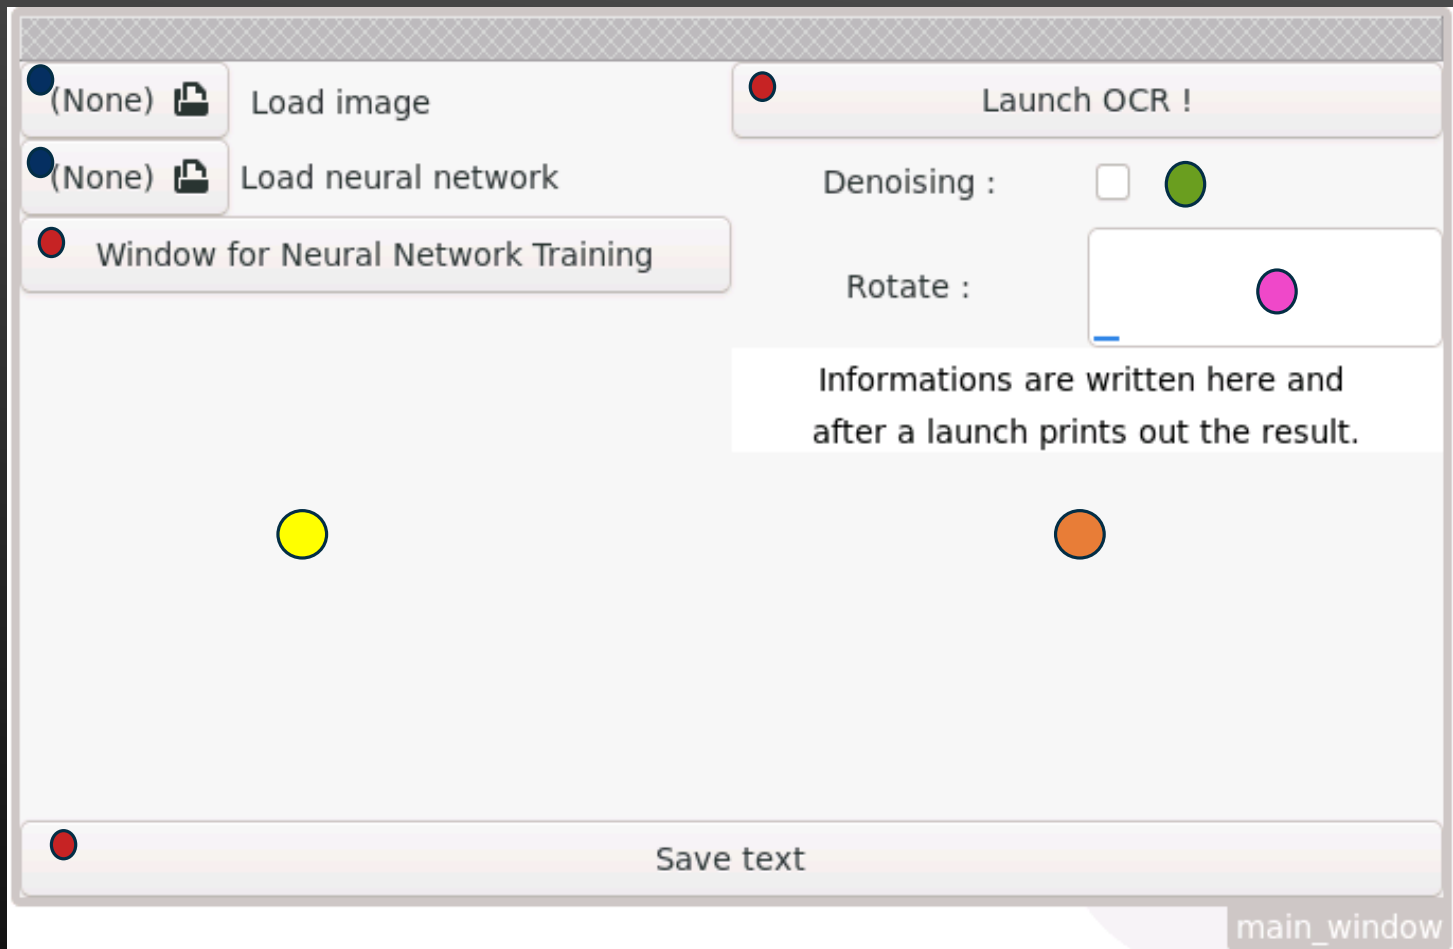 (None) Load image
(None) Load neural network
Window for Neural Network Training
Launch OCR !
Denoising :
Rotate :
Informations are written here and
after a launch prints out the result.
Save text
main_window